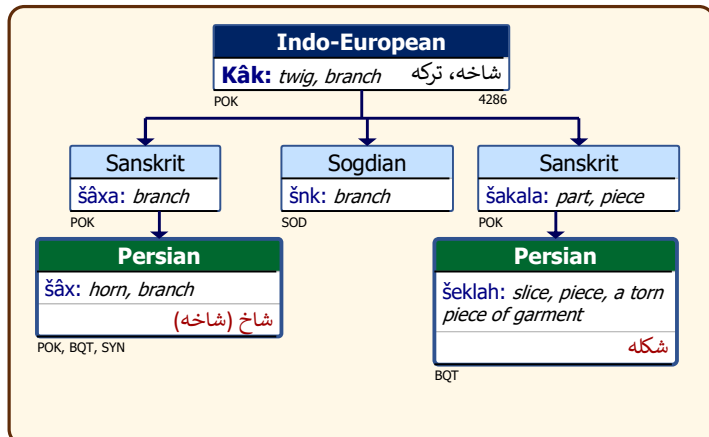 Indo-European
Kâk: twig, branch شاخه، ترکه
POK 4286
Sanskrit
šâxa: branch
POK
Sogdian
šnk: branch
SOD
Sanskrit
šakala: part, piece
POK
Persian
šâx: horn, branch
شاخ (شاخه)
POK, BQT, SYN
Persian
šeklah: slice, piece, a torn
piece of garment
شکله
BQT